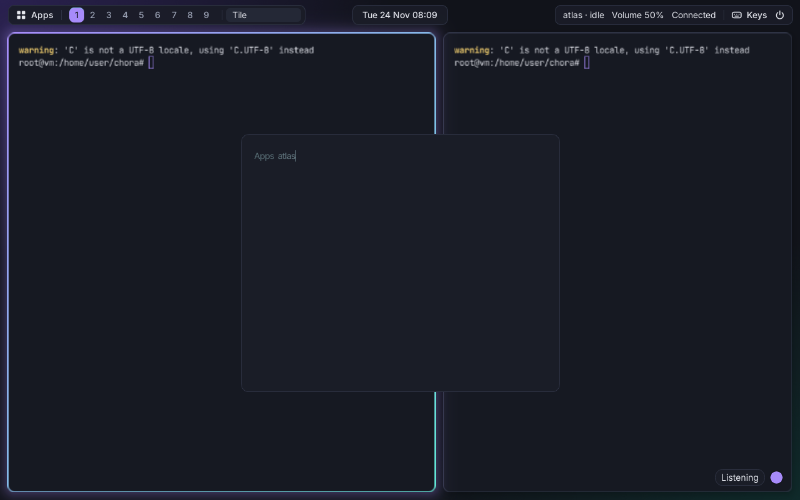 Apps 1 2 3 4 5 6 7 8 9 Tile Tue 24 Nov 08:09 atlas · idle Volume 50% Connected Keys
warning: 'C' is not a UTF-8 locale, using 'C.UTF-8' instead
root@vm:/home/user/chora#
warning: 'C' is not a UTF-8 locale, using 'C.UTF-8' instead
root@vm:/home/user/chora#
Apps atlas
Listening